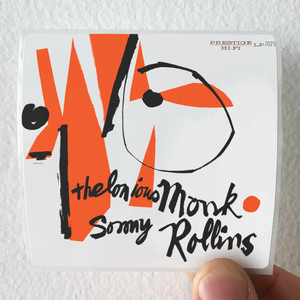 PRESTIGE LP 7075
HI-FI
thelonious Monk
Sonny Rollins